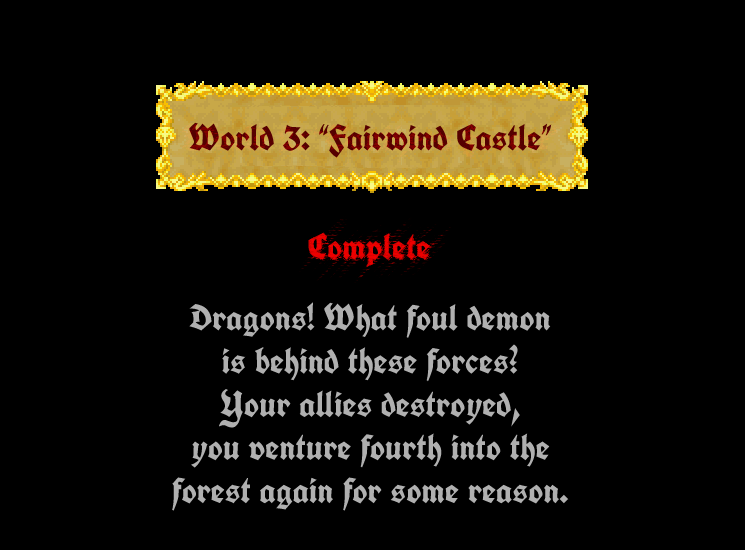 World 3: “Fairwind Castle”
Complete
Dragons! What foul demon
is behind these forces?
Your allies destroyed,
you venture fourth into the
forest again for some reason.